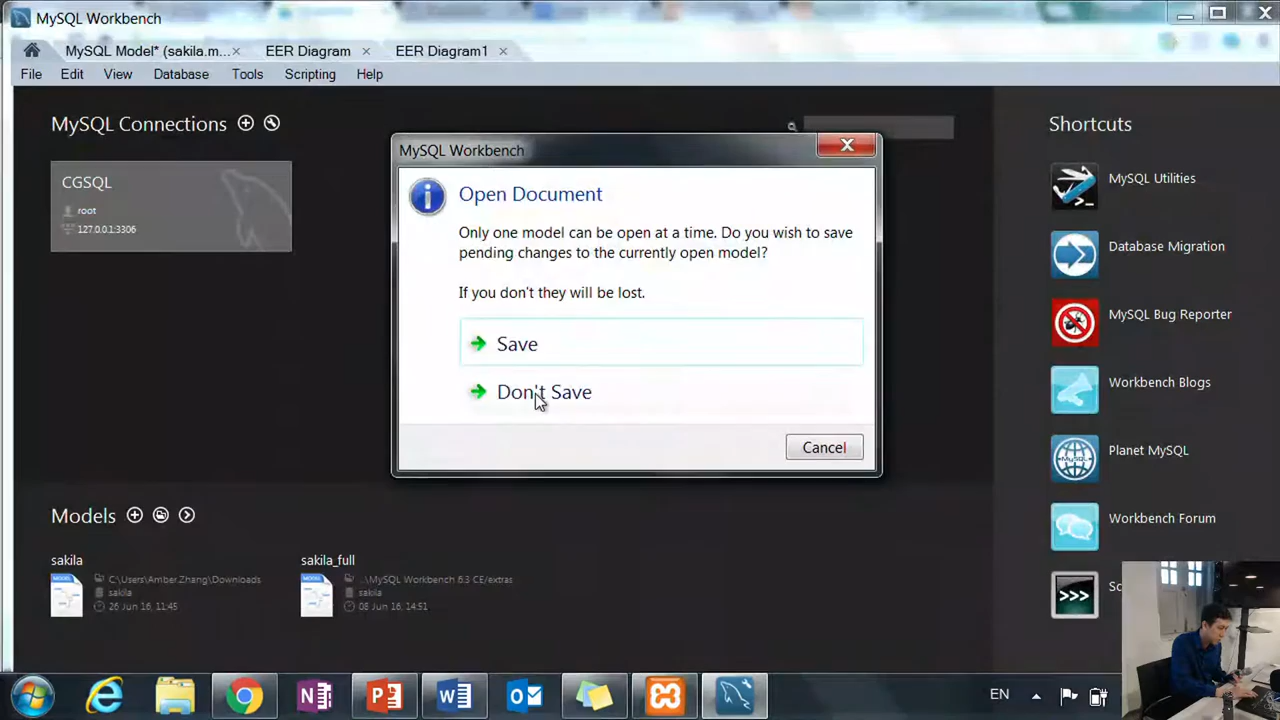 MySQL Workbench
MySQL Model* (sakila.m... × EER Diagram × EER Diagram1 ×
File Edit View Database Tools Scripting Help
MySQL Connections
Shortcuts
CGSQL
root
127.0.0.1:3306
MySQL Workbench
Open Document
Only one model can be open at a time. Do you wish to save
pending changes to the currently open model?
If you don't they will be lost.
Save
Don't Save
Cancel
MySQL Utilities
Database Migration
MySQL Bug Reporter
Workbench Blogs
Planet MySQL
Workbench Forum
Models
sakila
C:\Users\Amber.Zhang\Downloads
sakila
26 Jun 16, 11:45
sakila_full
..\MySQL Workbench 6.3 CE/extras
sakila
08 Jun 16, 14:51
EN